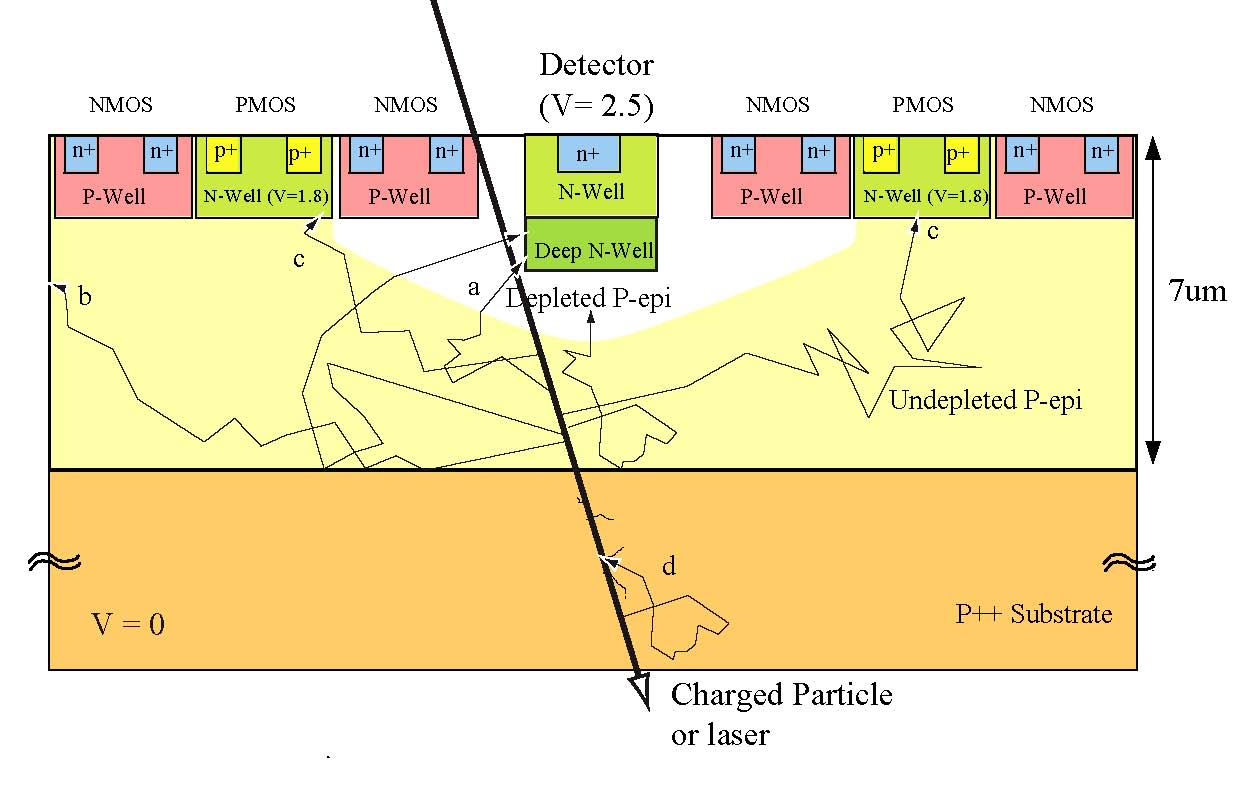 Detector
(V= 2.5)
NMOS PMOS NMOS NMOS PMOS NMOS
n+ n+ p+ p+ n+ n+ n+ n+ n+ p+ p+ n+ n+
P-Well N-Well (V=1.8) P-Well N-Well P-Well N-Well (V=1.8) P-Well
c Deep N-Well c
b a Depleted P-epi 7um
Undepleted P-epi
d
V = 0 P++ Substrate
Charged Particle
or laser